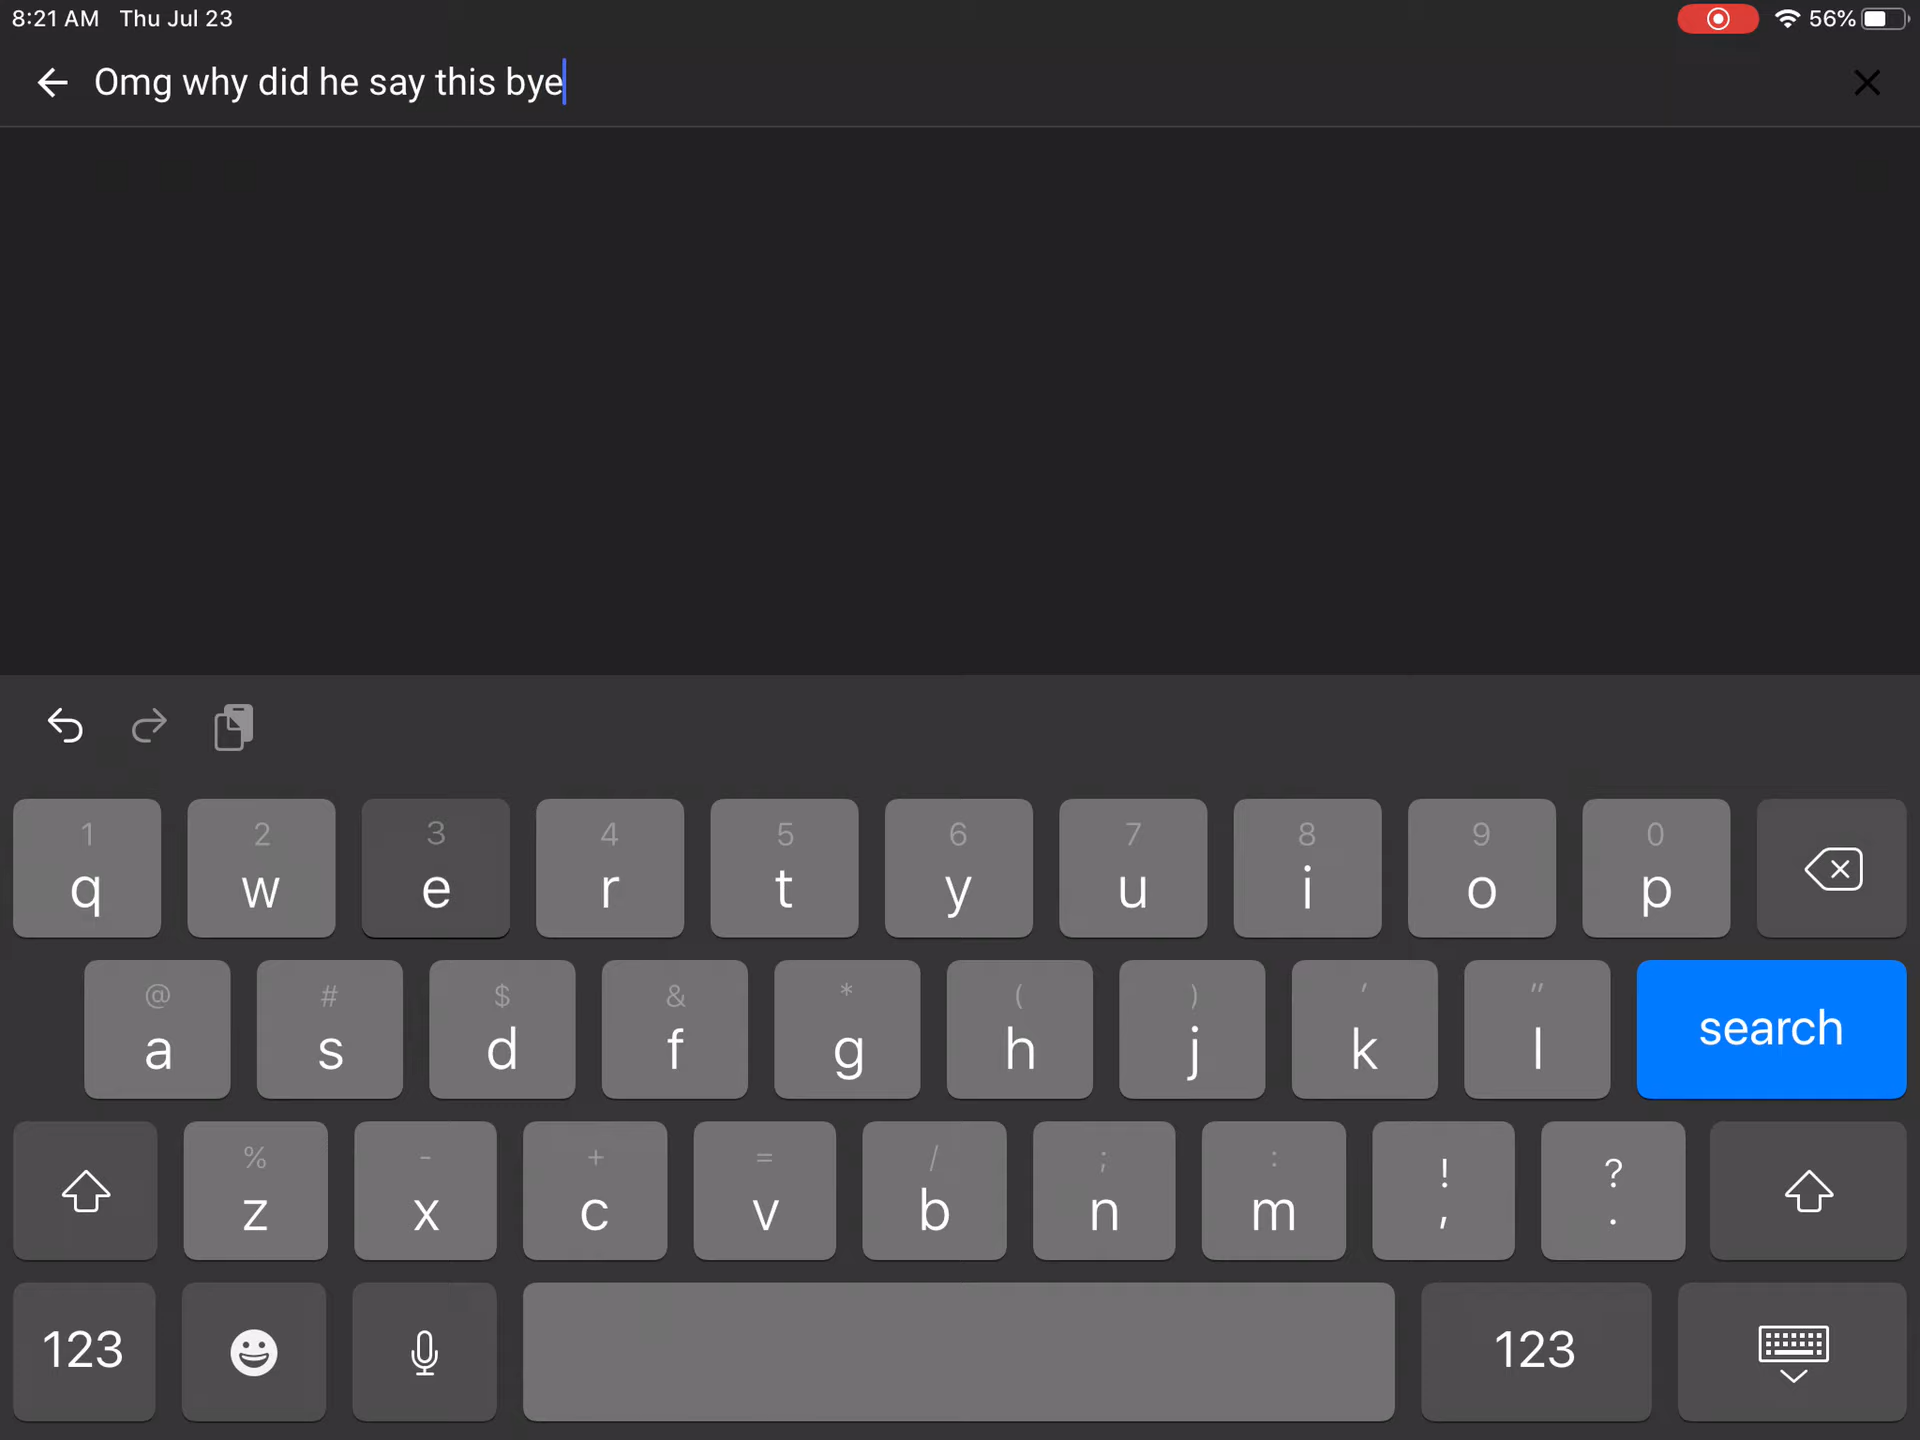 8:21 AM Thu Jul 23 56%
Omg why did he say this bye
1 2 3 4 5 6 7 8 9 0
q w e r t y u i o p
@ # $ & * ( ) ' "
a s d f g h j k l search
% - + = / ; : ! ?
z x c v b n m , .
123 123